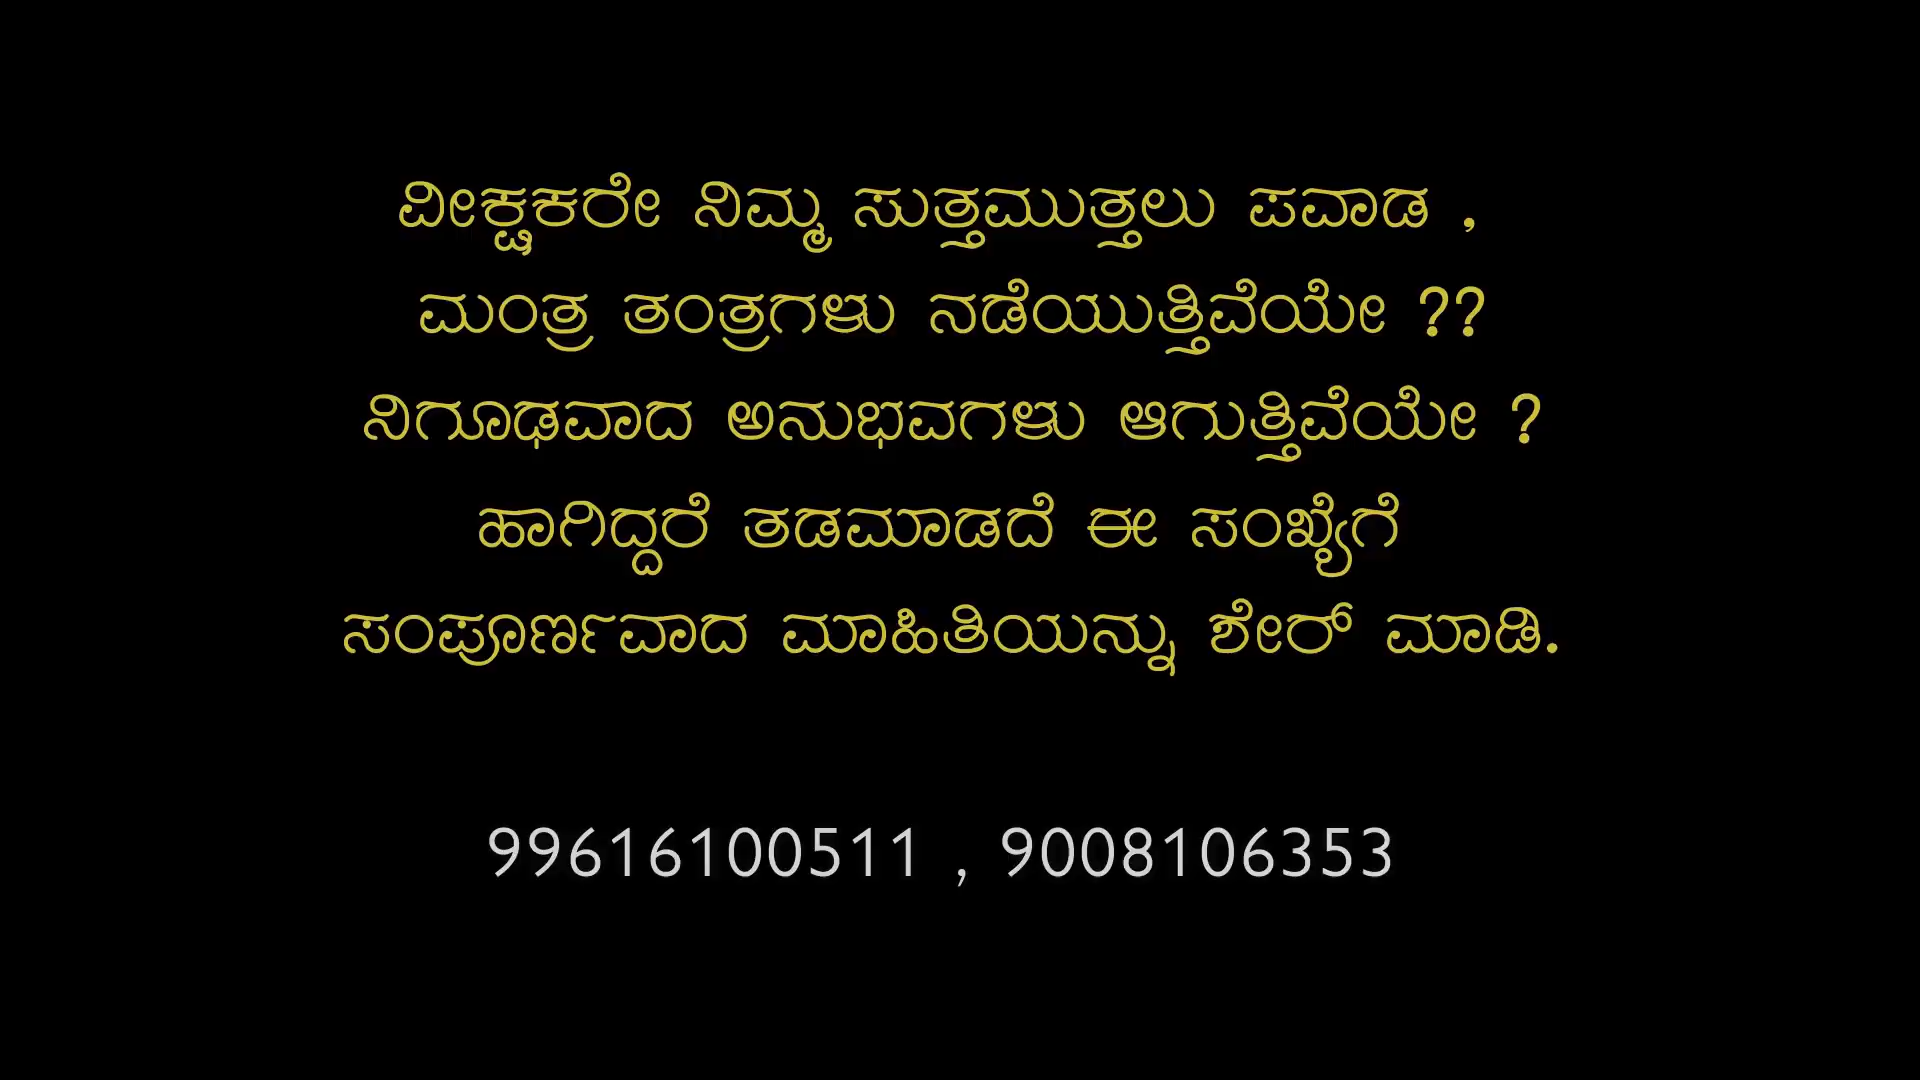 ವೀಕ್ಷಕರೇ ನಿಮ್ಮ ಸುತ್ತಮುತ್ತಲು ಪವಾಡ ,
ಮಂತ್ರ ತಂತ್ರಗಳು ನಡೆಯುತ್ತಿವೆಯೇ ??
ನಿಗೂಢವಾದ ಅನುಭವಗಳು ಆಗುತ್ತಿವೆಯೇ ?
ಹಾಗಿದ್ದರೆ ತಡಮಾಡದೆ ಈ ಸಂಖ್ಯೆಗೆ
ಸಂಪೂರ್ಣವಾದ ಮಾಹಿತಿಯನ್ನು ಶೇರ್ ಮಾಡಿ.
99616100511 , 9008106353